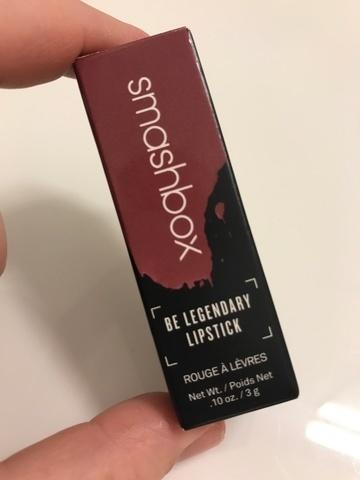 smashbox
BE LEGENDARY
LIPSTICK
ROUGE À LÈVRES
Net Wt. / Poids Net
.10 oz. / 3 g